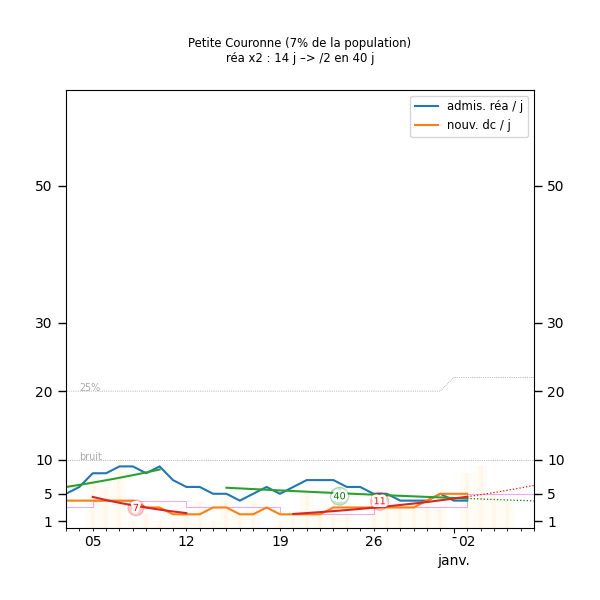 Petite Couronne (7% de la population)
réa x2 : 14 j –> /2 en 40 j
admis. réa / j
nouv. dc / j
50 50
30 30
20 20
25%
10 10
bruit
5 5
1 1
7
40
11
05 12 19 26 02
janv.